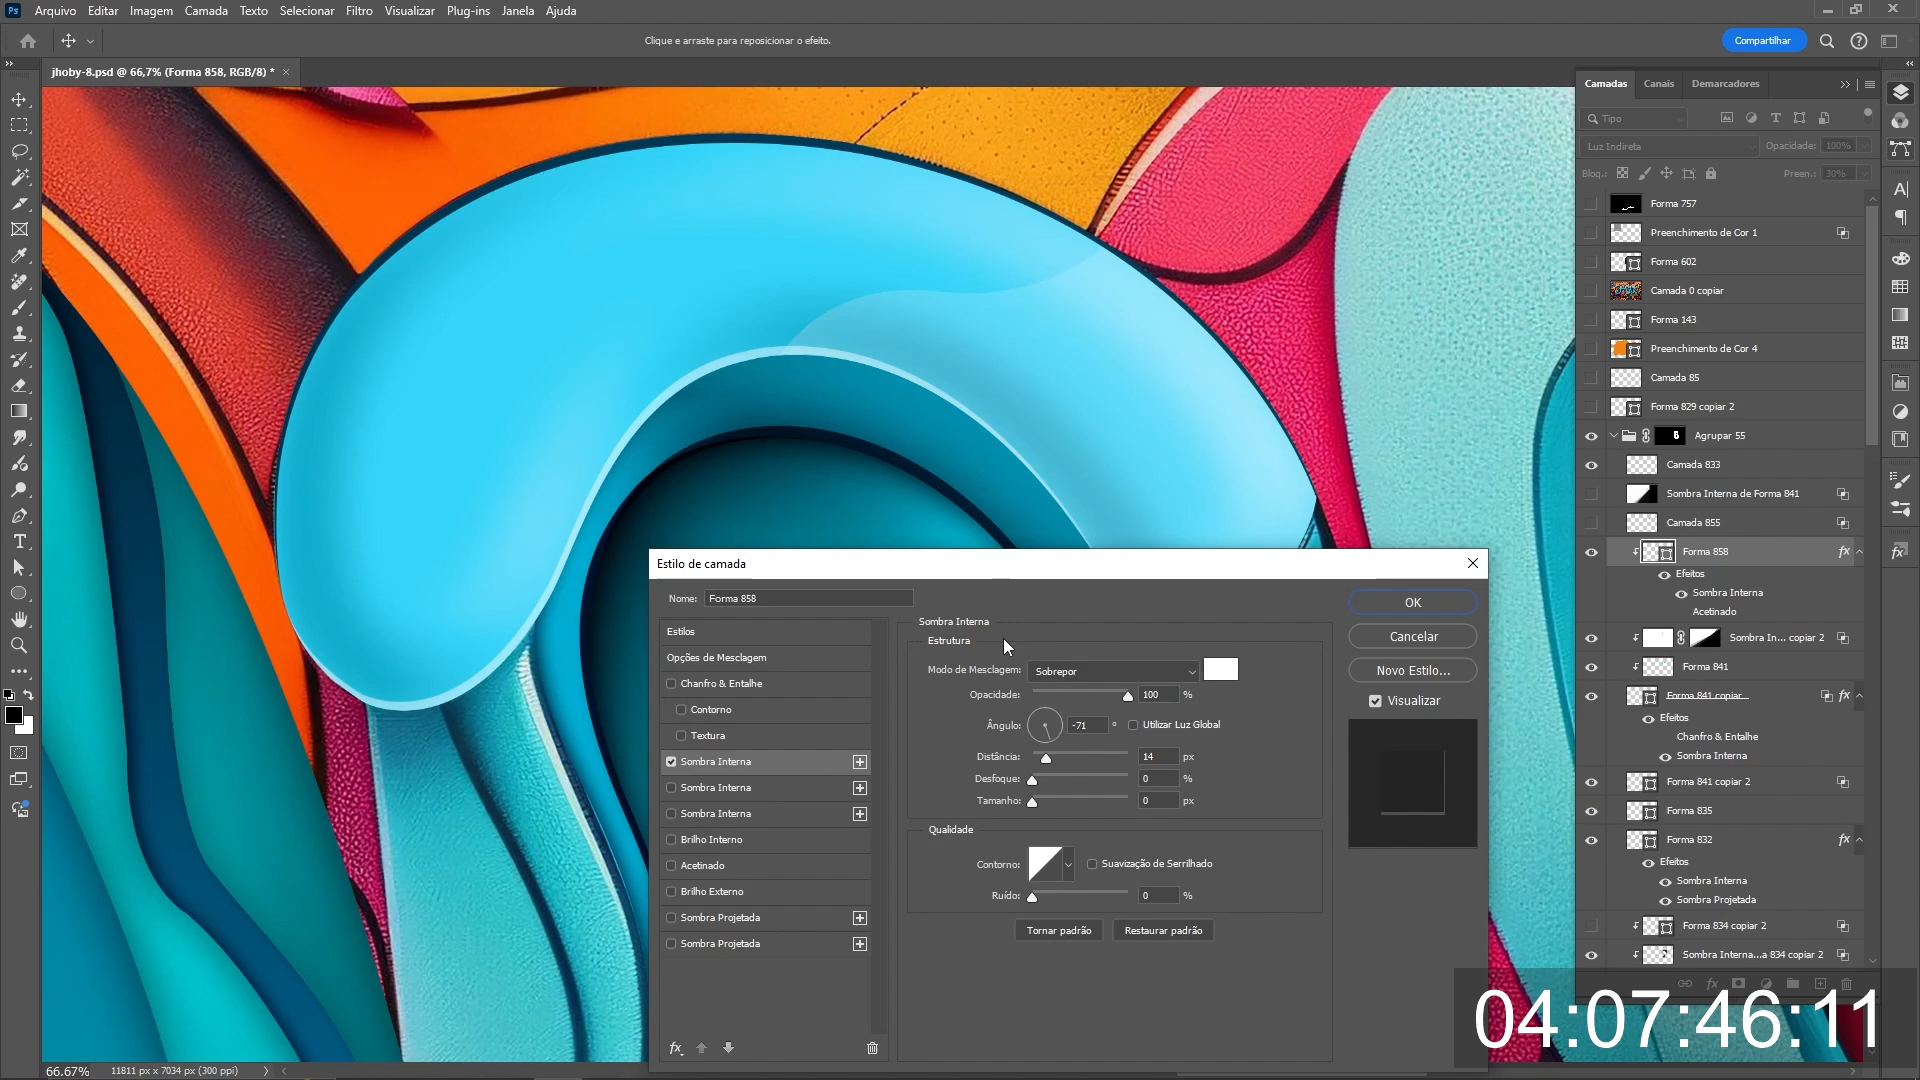 Ps Arquivo Editar Imagem Camada Texto Selecionar Filtro Visualizar Plug-ins Janela Ajuda
Clique e arraste para reposicionar o efeito.
Compartilhar
jhoby-8.psd @ 66,7% (Forma 858, RGB/8) *
Camadas Canais Demarcadores
Tipo
Luz Indireta Opacidade: 100%
Bloq.: Preen.: 30%
Forma 757
Preenchimento de Cor 1
Forma 602
Camada 0 copiar
Forma 143
Preenchimento de Cor 4
Camada 85
Forma 829 copiar 2
Agrupar 55
Camada 833
Sombra Interna de Forma 841
Camada 855
Forma 858 fx
Efeitos
Sombra Interna
Acetinado
Sombra In... copiar 2
Forma 841
Forma 841 copiar fx
Efeitos
Chanfro & Entalhe
Sombra Interna
Forma 841 copiar 2
Forma 835
Forma 832 fx
Efeitos
Sombra Interna
Sombra Projetada
Forma 834 copiar 2
Sombra Interna...a 834 copiar 2
Estilo de camada
Nome: Forma 858
Estilos
Opções de Mesclagem
Chanfro & Entalhe
Contorno
Textura
Sombra Interna
Sombra Interna
Sombra Interna
Brilho Interno
Acetinado
Brilho Externo
Sombra Projetada
Sombra Projetada
fx
Sombra Interna
Estrutura
Modo de Mesclagem: Sobrepor
Opacidade: 100 %
Ângulo: -71 ° Utilizar Luz Global
Distância: 14 px
Desfoque: 0 %
Tamanho: 0 px
Qualidade
Contorno: Suavização de Serrilhado
Ruído: 0 %
Tornar padrão Restaurar padrão
OK
Cancelar
Novo Estilo...
Visualizar
04:07:46:11
66.67% 11811 px x 7034 px (300 ppi)